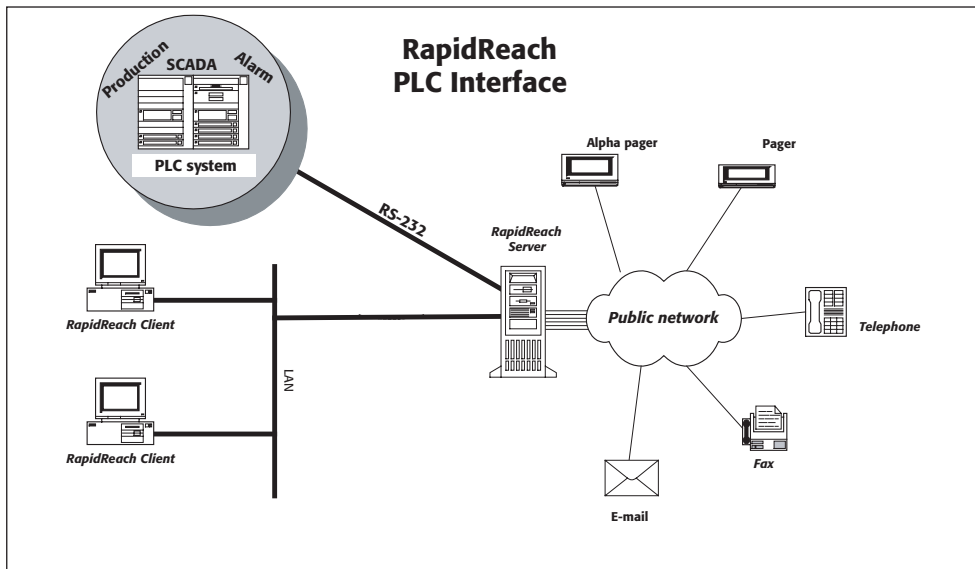 RapidReach
PLC Interface
Production
SCADA
Alarm
PLC system
RS-232
Alpha pager
Pager
RapidReach
Server
RapidReach Client
Public network
Telephone
LAN
RapidReach Client
Fax
E-mail